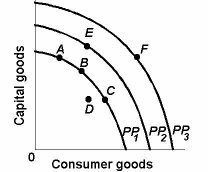 F
E
A
B
C
D
Capital goods
PP1 PP2 PP3
0
Consumer goods